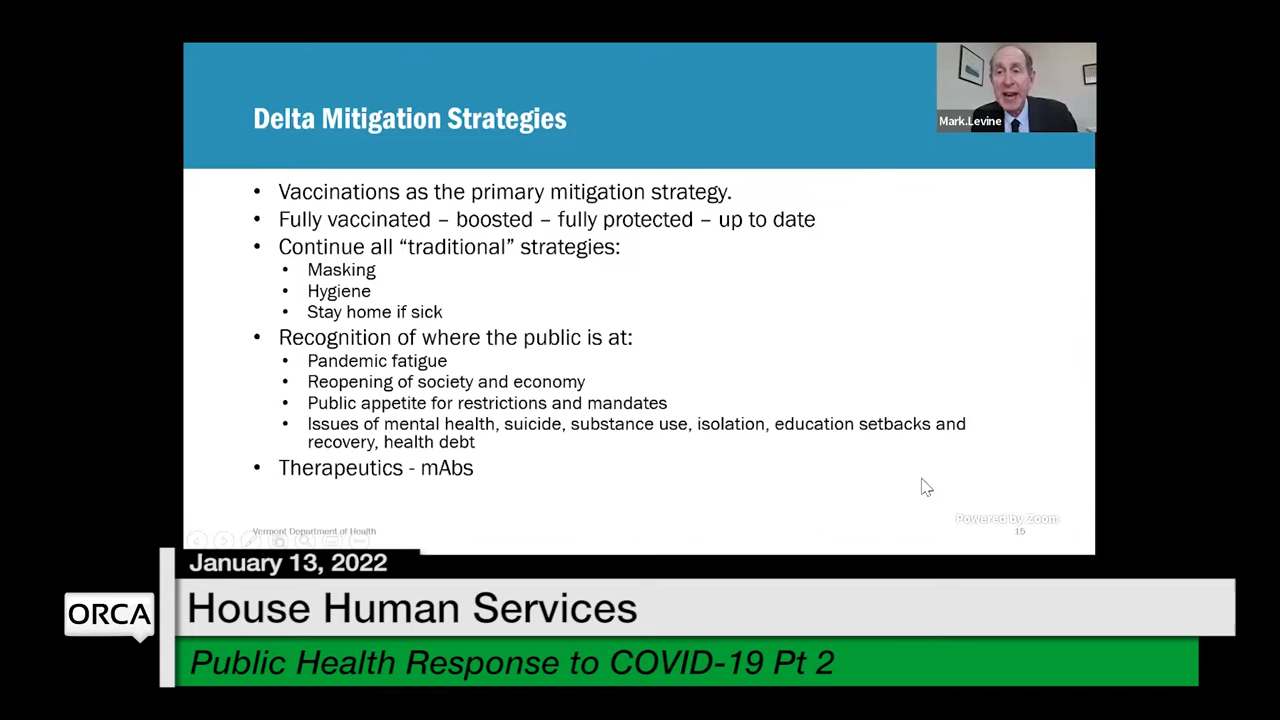 Delta Mitigation Strategies
Mark.Levine
• Vaccinations as the primary mitigation strategy.
• Fully vaccinated – boosted – fully protected – up to date
• Continue all “traditional” strategies:
• Masking
• Hygiene
• Stay home if sick
• Recognition of where the public is at:
• Pandemic fatigue
• Reopening of society and economy
• Public appetite for restrictions and mandates
• Issues of mental health, suicide, substance use, isolation, education setbacks and
recovery, health debt
• Therapeutics - mAbs
Powered by Zoom
Vermont Department of Health
15
January 13, 2022
ORCA
House Human Services
Public Health Response to COVID-19 Pt 2